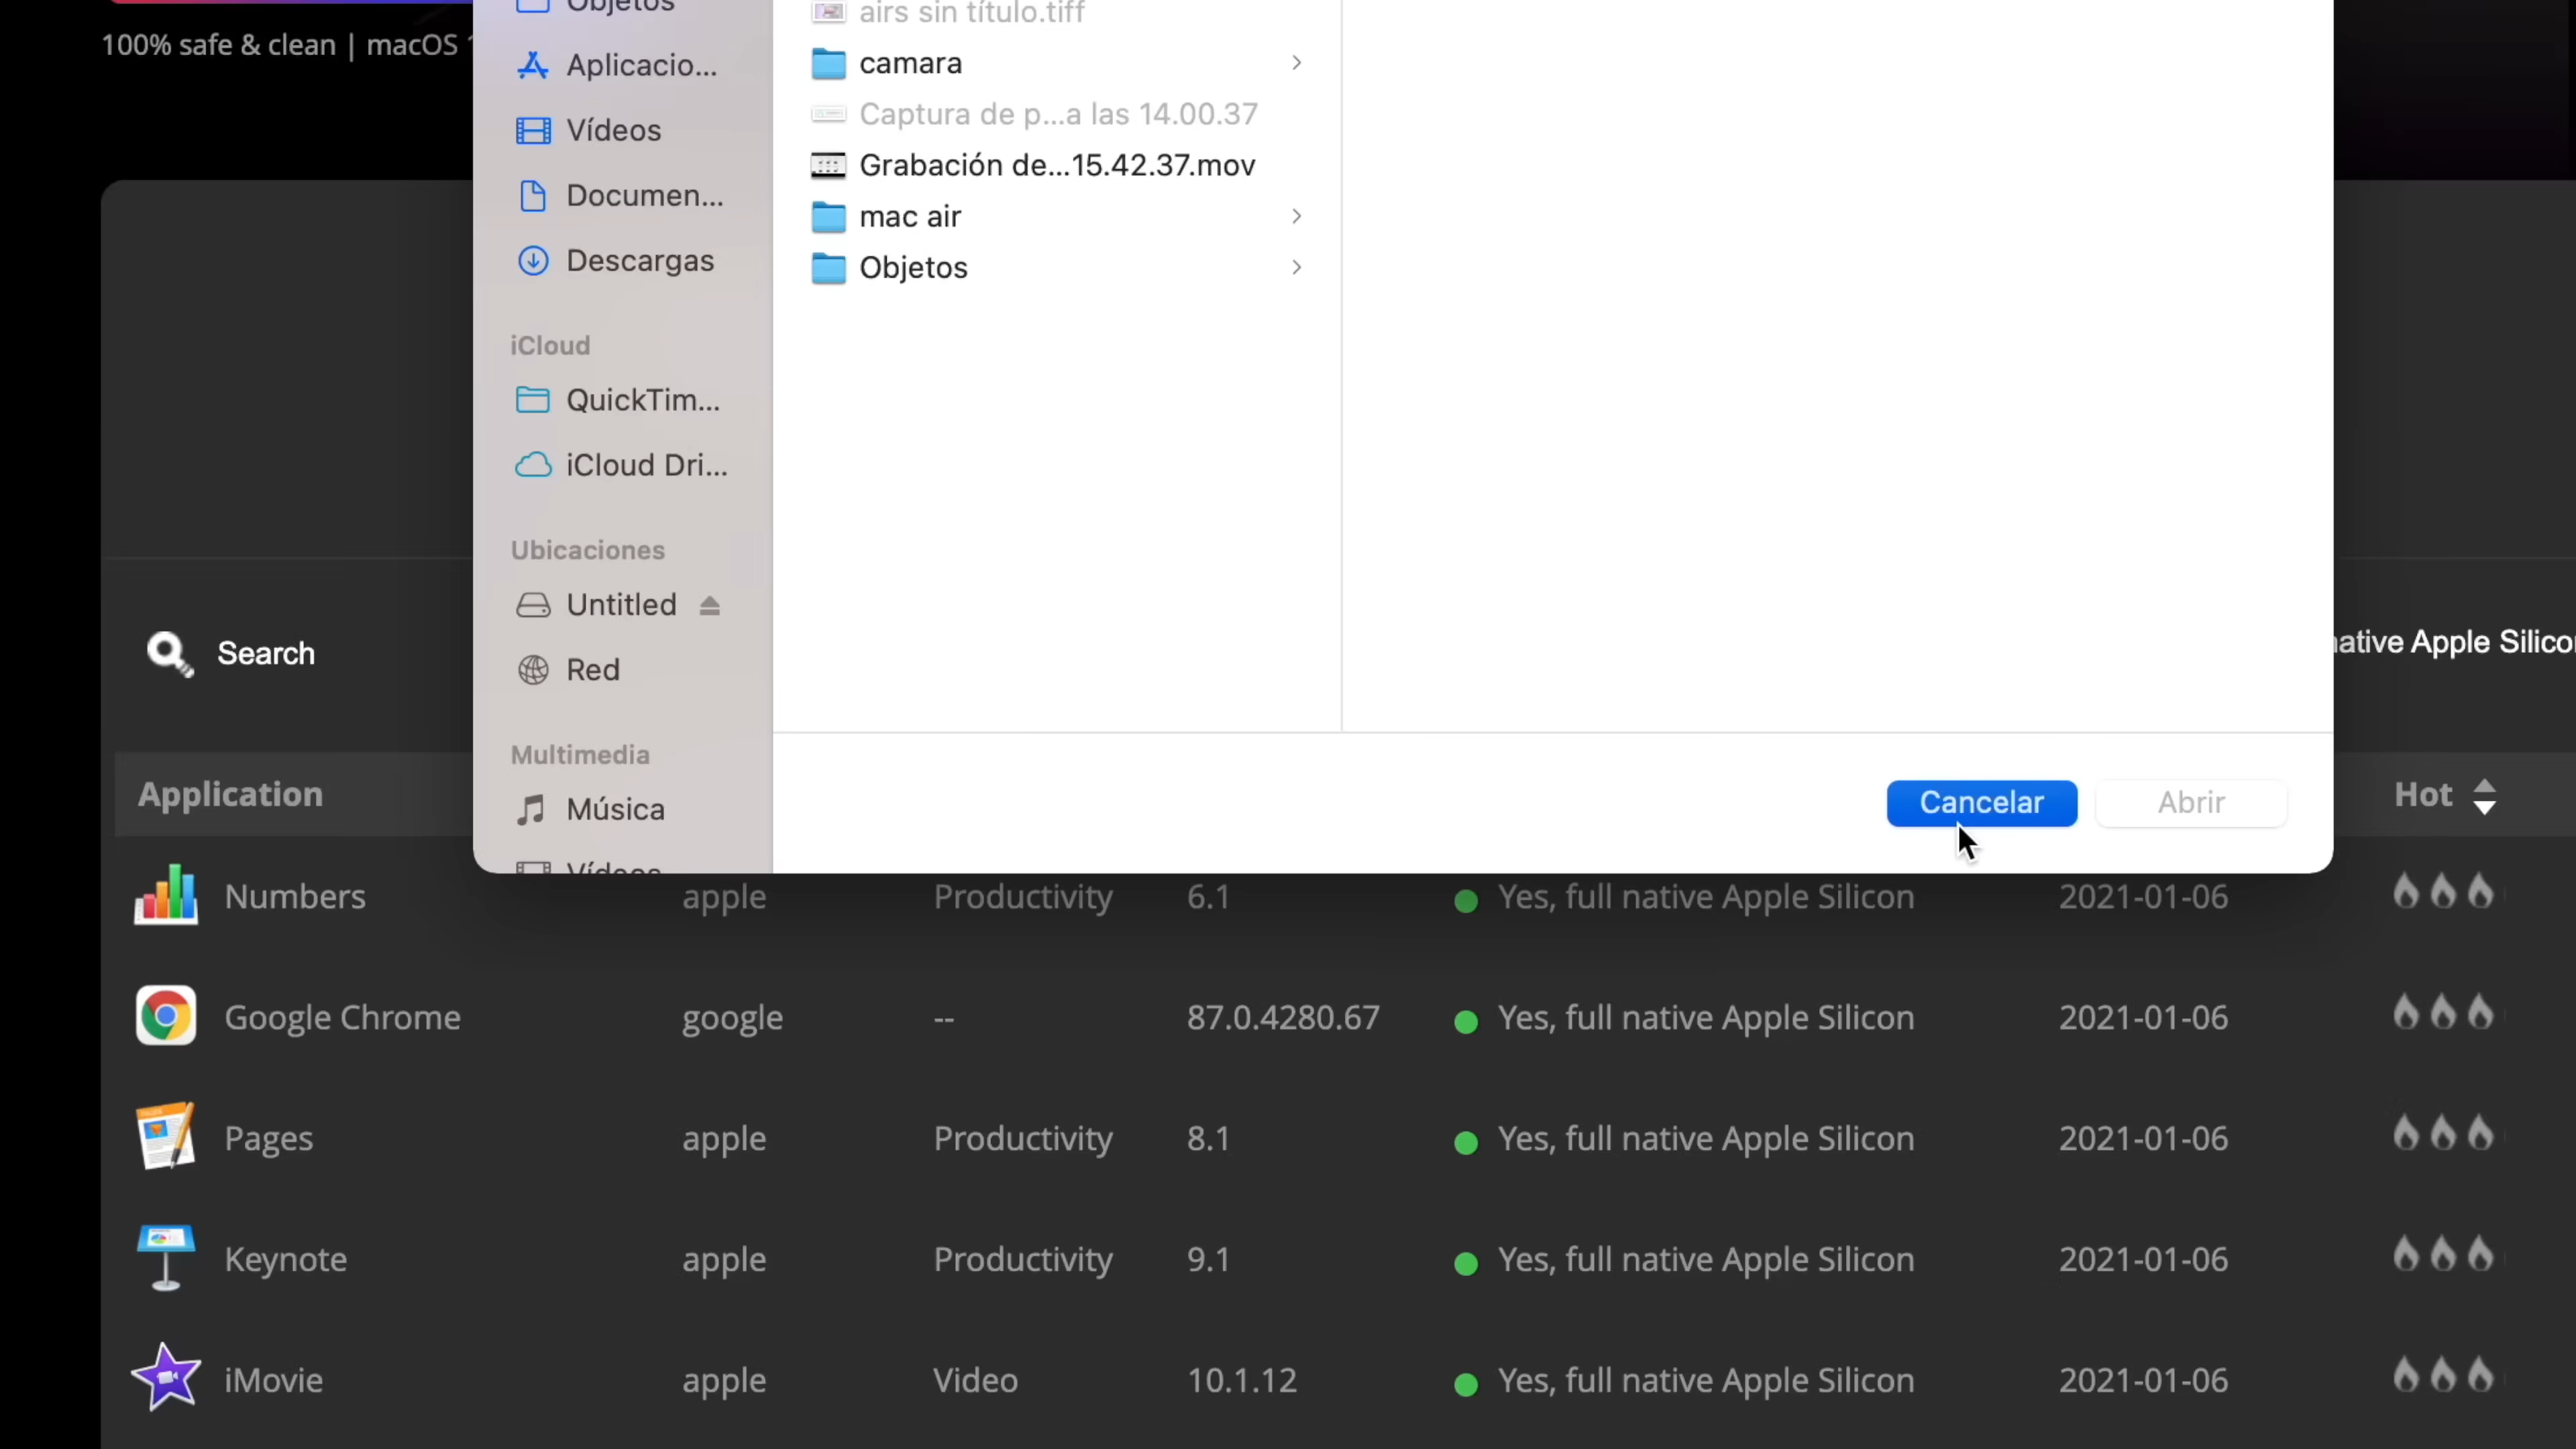 100% safe & clean | macOS
Objetos
Aplicacio...
Vídeos
Documen...
Descargas
iCloud
QuickTim...
iCloud Dri...
Ubicaciones
Untitled
Red
Multimedia
Música
Vídeos
airs sin título.tiff
camara
Captura de p...a las 14.00.37
Grabación de...15.42.37.mov
mac air
Objetos
Cancelar
Abrir
Search
native Apple Silicon
Application
Hot
Numbers apple Productivity 6.1 Yes, full native Apple Silicon 2021-01-06
Google Chrome google -- 87.0.4280.67 Yes, full native Apple Silicon 2021-01-06
Pages apple Productivity 8.1 Yes, full native Apple Silicon 2021-01-06
Keynote apple Productivity 9.1 Yes, full native Apple Silicon 2021-01-06
iMovie apple Video 10.1.12 Yes, full native Apple Silicon 2021-01-06